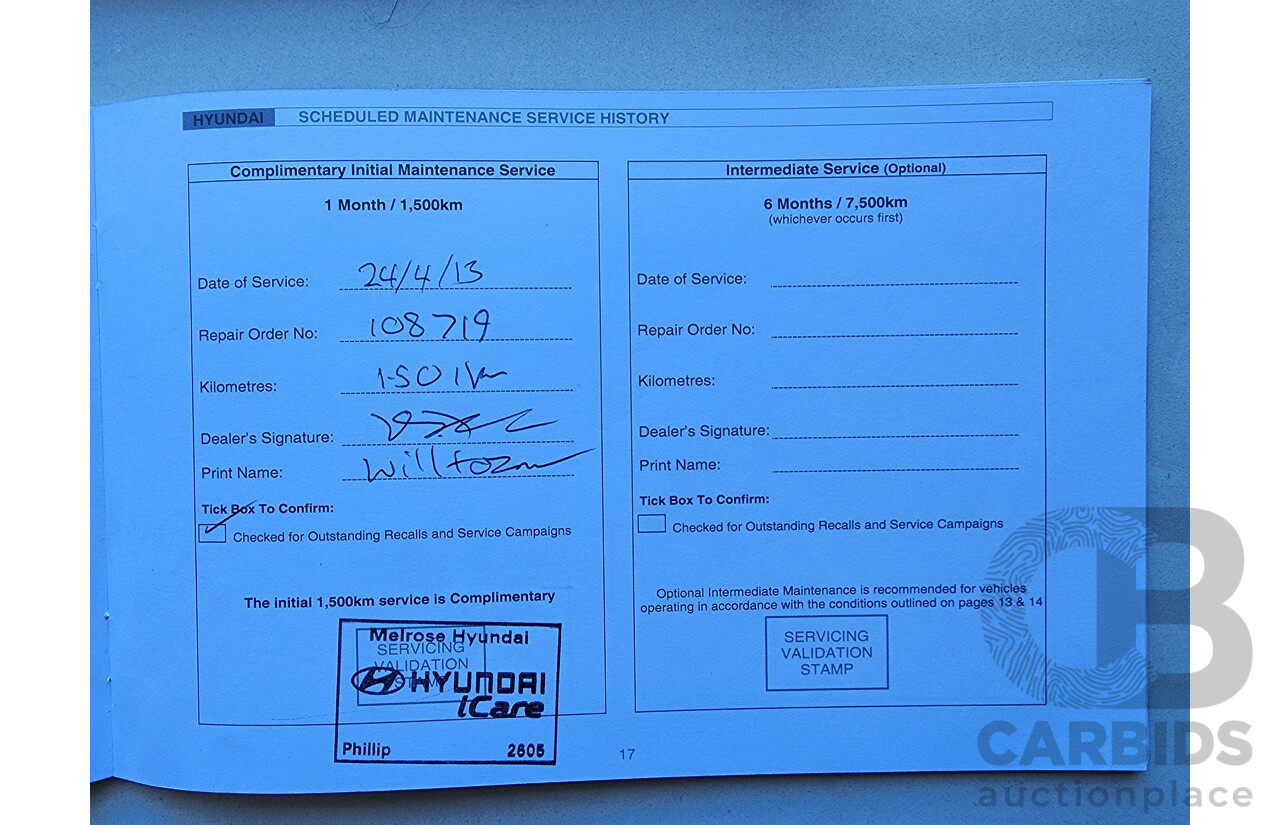 HYUNDAI SCHEDULED MAINTENANCE SERVICE HISTORY
Complimentary Initial Maintenance Service
1 Month / 1,500km
Date of Service: 24/4/13
Repair Order No: 108719
Kilometres:
Dealer's Signature:
Print Name: Will
Tick Box To Confirm:
Checked for Outstanding Recalls and Service Campaigns
The initial 1,500km service is Complimentary
SERVICING
VALIDATION
STAMP
Melrose Hyundai
HYUNDAI
iCare
Phillip 2605
Intermediate Service (Optional)
6 Months / 7,500km
(whichever occurs first)
Date of Service:
Repair Order No:
Kilometres:
Dealer's Signature:
Print Name:
Tick Box To Confirm:
Checked for Outstanding Recalls and Service Campaigns
Optional Intermediate Maintenance is recommended for vehicles
operating in accordance with the conditions outlined on pages 13 & 14
SERVICING
VALIDATION
STAMP
17
CB
CARBIDS
auctionplace